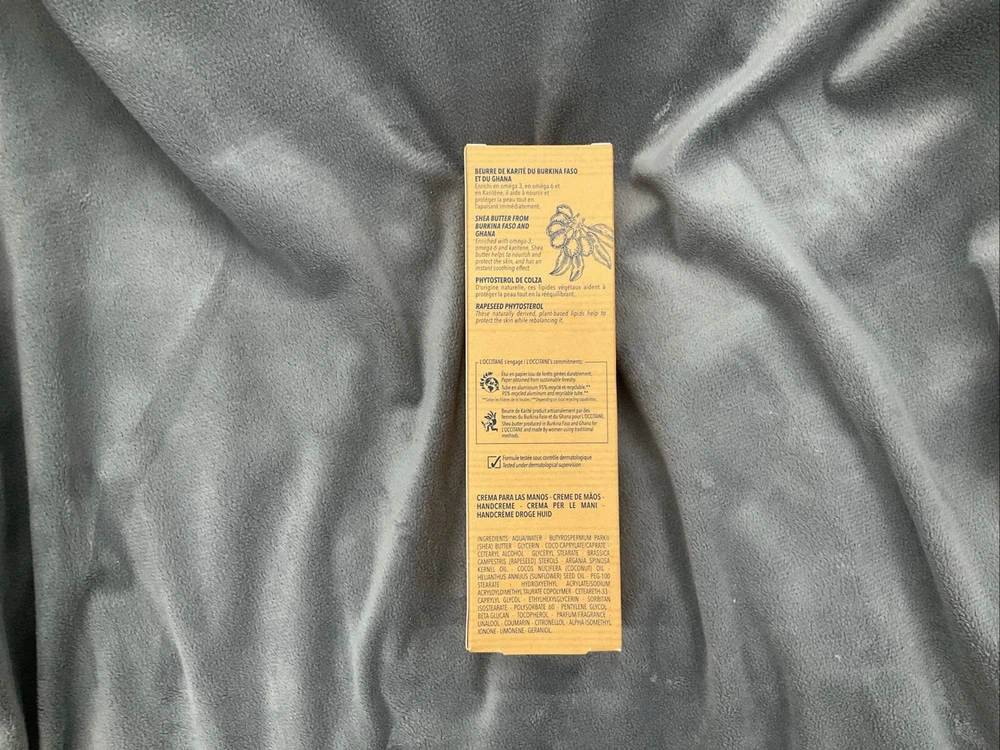 BEURRE DE KARITÉ DU BURKINA FASO
ET DU GHANA
Enrichi en oméga 3, en oméga 6 et
en Karitène, il aide à nourrir et
protéger la peau tout en
l'apaisant immédiatement.
SHEA BUTTER FROM
BURKINA FASO AND
GHANA
Enriched with omega-3,
omega-6 and karitene, Shea
butter helps to nourish and
protect the skin, and has an
instant soothing effect.
PHYTOSTEROL DE COLZA
D'origine naturelle, ces lipides végétaux aident à
protéger la peau tout en la rééquilibrant.
RAPESEED PHYTOSTEROL
These naturally derived, plant-based lipids help to
protect the skin while rebalancing it.
L'OCCITANE s'engage / L'OCCITANE's commitments:
Étui en papier issu de forêts gérées durablement.
Paper obtained from sustainable forestry.
Tube en aluminium 95% recyclé et recyclable.**
95% recycled aluminum and recyclable tube.**
**Depending on local recycling capabilities.
Beurre de Karité produit artisanalement par des
femmes du Burkina Faso et du Ghana pour L'OCCITANE.
Shea butter produced in Burkina Faso and Ghana for
L'OCCITANE and made by women using traditional
methods.
Formule testée sous contrôle dermatologique
Tested under dermatological supervision
CREMA PARA LAS MANOS - CREME DE MÃOS -
HANDCREME - CREMA PER LE MANI -
HANDCRÈME DROGE HUID
INGREDIENTS: AQUA/WATER - BUTYROSPERMUM PARKII
(SHEA) BUTTER - GLYCERIN - COCO-CAPRYLATE/CAPRATE -
CETEARYL ALCOHOL - GLYCERYL STEARATE - BRASSICA
CAMPESTRIS (RAPESEED) STEROLS - ARGANIA SPINOSA
KERNEL OIL - COCOS NUCIFERA (COCONUT) OIL -
HELIANTHUS ANNUUS (SUNFLOWER) SEED OIL - PEG-100
STEARATE - HYDROXYETHYL ACRYLATE/SODIUM
ACRYLOYLDIMETHYL TAURATE COPOLYMER - CETEARETH-33 -
CAPRYLYL GLYCOL - ETHYLHEXYLGLYCERIN - SORBITAN
ISOSTEARATE - POLYSORBATE 60 - PENTYLENE GLYCOL -
BETA-GLUCAN - TOCOPHEROL - PARFUM/FRAGRANCE -
LINALOOL - COUMARIN - CITRONELLOL - ALPHA-ISOMETHYL
IONONE - LIMONENE - GERANIOL.